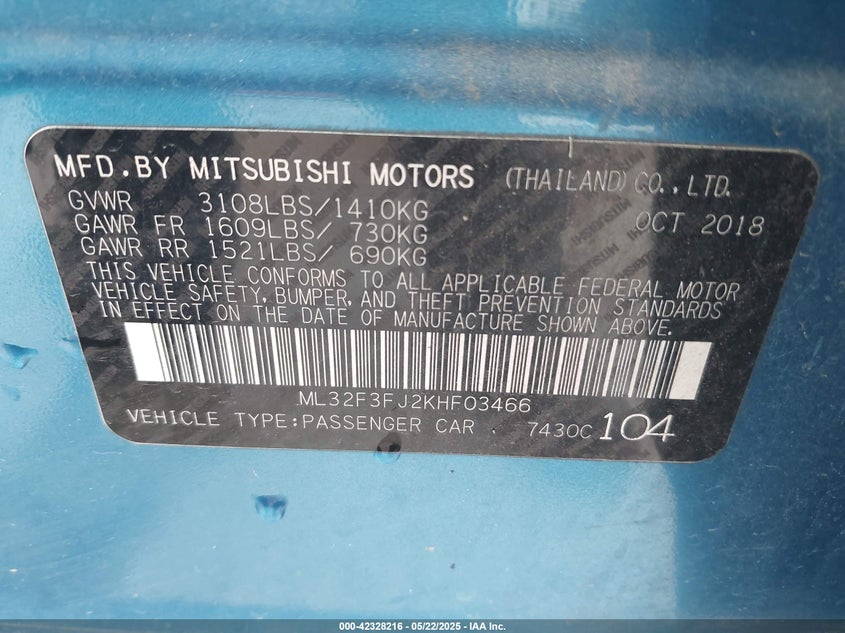 MFD.BY MITSUBISHI MOTORS (THAILAND) CO.,LTD.
GVWR 3108LBS/1410KG OCT 2018
GAWR FR 1609LBS/ 730KG
GAWR RR 1521LBS/ 690KG
THIS VEHICLE CONFORMS TO ALL APPLICABLE FEDERAL MOTOR
VEHICLE SAFETY, BUMPER, AND THEFT PREVENTION STANDARDS
IN EFFECT ON THE DATE OF MANUFACTURE SHOWN ABOVE.
ML32F3FJ2KHF03466
VEHICLE TYPE:PASSENGER CAR 7430C 104
000-42328216 - 05/22/2025 - IAA Inc.